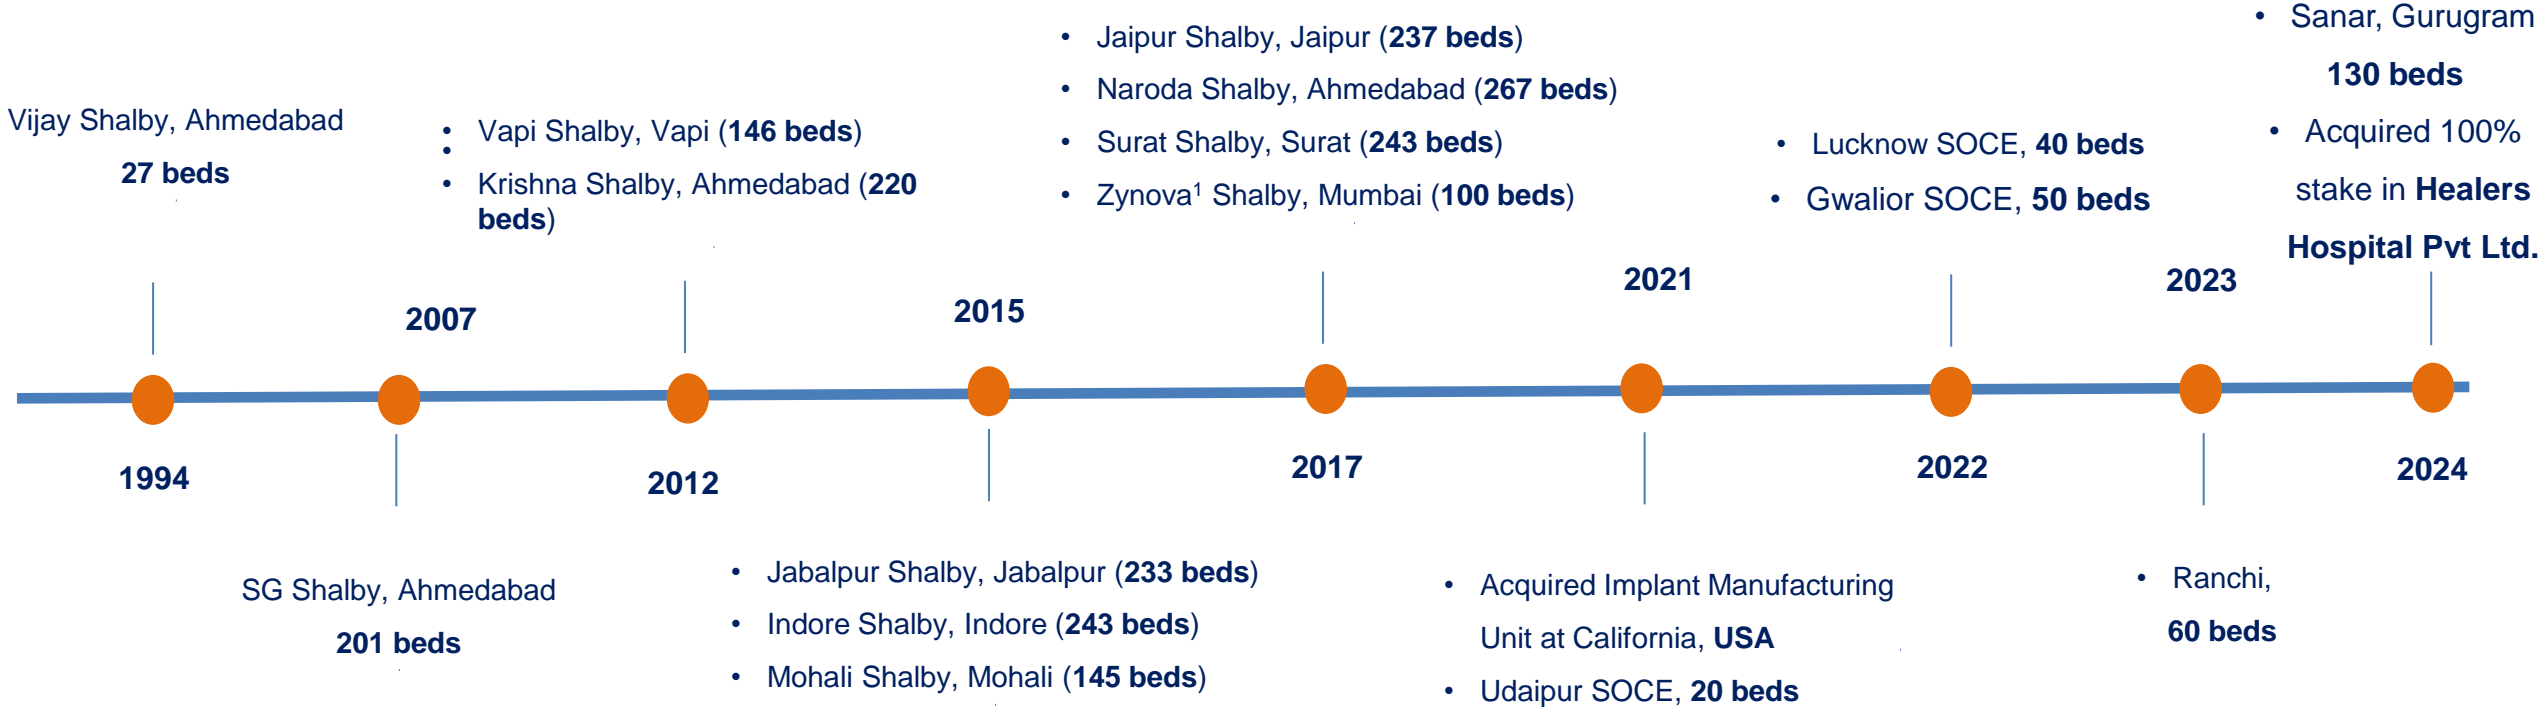 Vijay Shalby, Ahmedabad
27 beds
1994
2007
SG Shalby, Ahmedabad
201 beds
•
• Vapi Shalby, Vapi (146 beds)
• Krishna Shalby, Ahmedabad (220
beds)
2012
2015
• Jabalpur Shalby, Jabalpur (233 beds)
• Indore Shalby, Indore (243 beds)
• Mohali Shalby, Mohali (145 beds)
• Jaipur Shalby, Jaipur (237 beds)
• Naroda Shalby, Ahmedabad (267 beds)
• Surat Shalby, Surat (243 beds)
• Zynova¹ Shalby, Mumbai (100 beds)
2017
2021
• Acquired Implant Manufacturing
Unit at California, USA
• Udaipur SOCE, 20 beds
• Lucknow SOCE, 40 beds
• Gwalior SOCE, 50 beds
2022
2023
• Ranchi,
60 beds
• Sanar, Gurugram
130 beds
• Acquired 100%
stake in Healers
Hospital Pvt Ltd.
2024